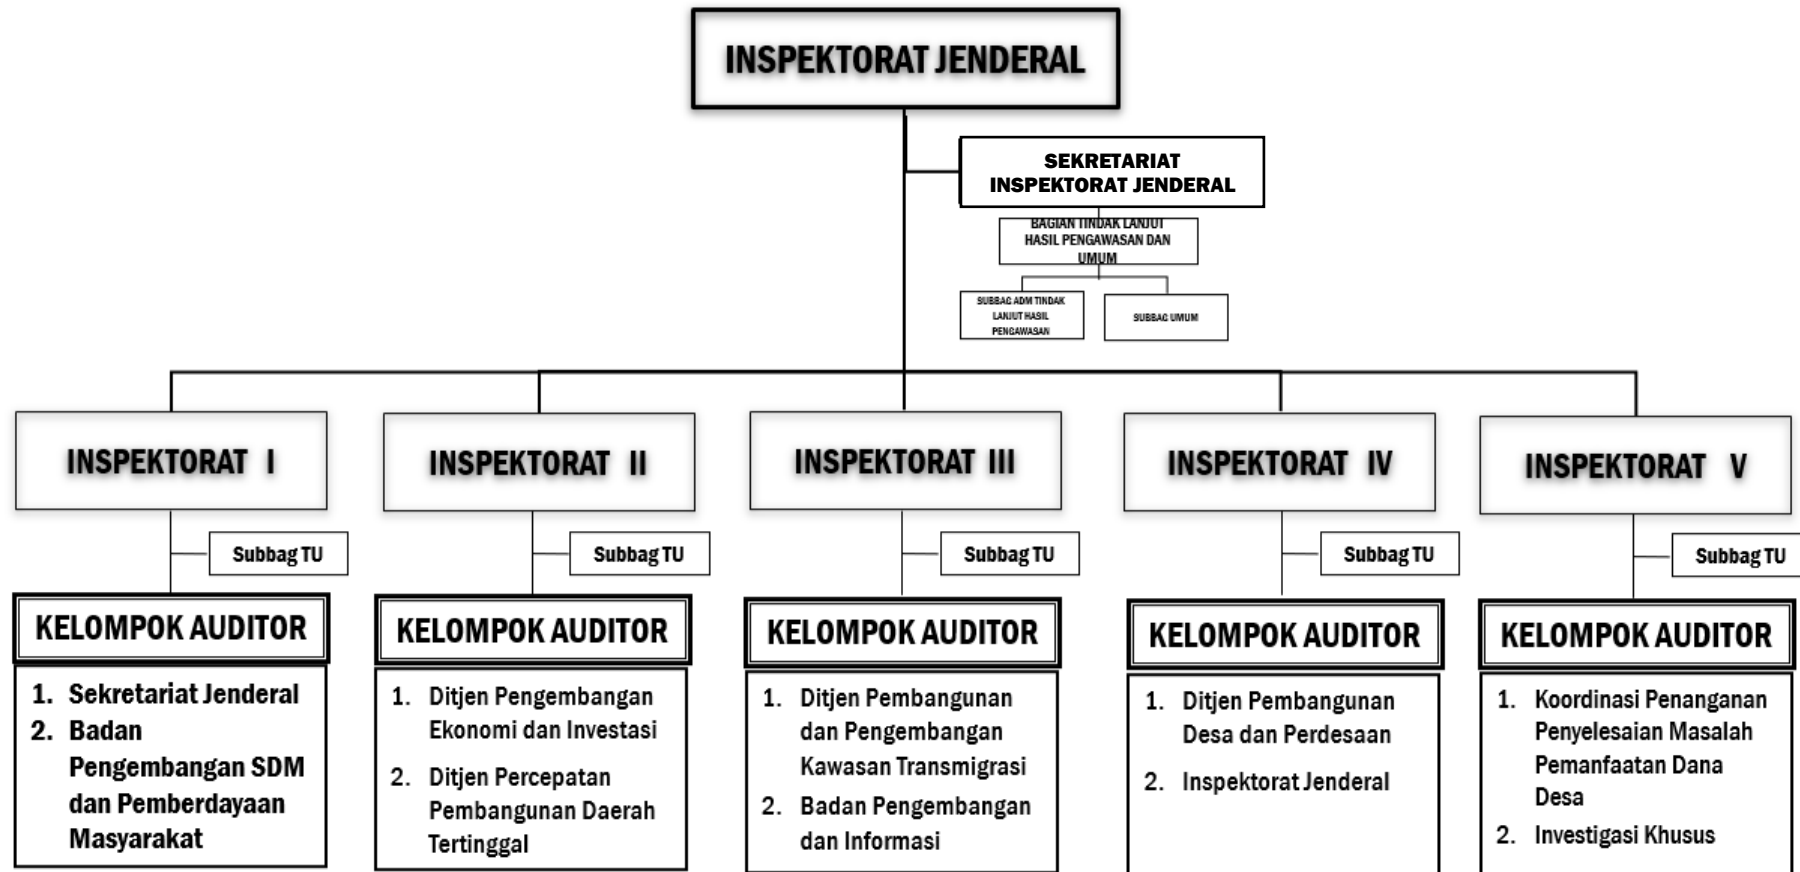 INSPEKTORAT JENDERAL
SEKRETARIAT
INSPEKTORAT JENDERAL
BAGIAN TINDAK LANJUT
HASIL PENGAWASAN DAN
UMUM
SUBBAG ADM TINDAK
LANJUT HASIL
PENGAWASAN
SUBBAG UMUM
INSPEKTORAT I
Subbag TU
KELOMPOK AUDITOR
1. Sekretariat Jenderal
2. Badan
Pengembangan SDM
dan Pemberdayaan
Masyarakat
INSPEKTORAT II
Subbag TU
KELOMPOK AUDITOR
1. Ditjen Pengembangan
Ekonomi dan Investasi
2. Ditjen Percepatan
Pembangunan Daerah
Tertinggal
INSPEKTORAT III
Subbag TU
KELOMPOK AUDITOR
1. Ditjen Pembangunan
dan Pengembangan
Kawasan Transmigrasi
2. Badan Pengembangan
dan Informasi
INSPEKTORAT IV
Subbag TU
KELOMPOK AUDITOR
1. Ditjen Pembangunan
Desa dan Perdesaan
2. Inspektorat Jenderal
INSPEKTORAT V
Subbag TU
KELOMPOK AUDITOR
1. Koordinasi Penanganan
Penyelesaian Masalah
Pemanfaatan Dana
Desa
2. Investigasi Khusus